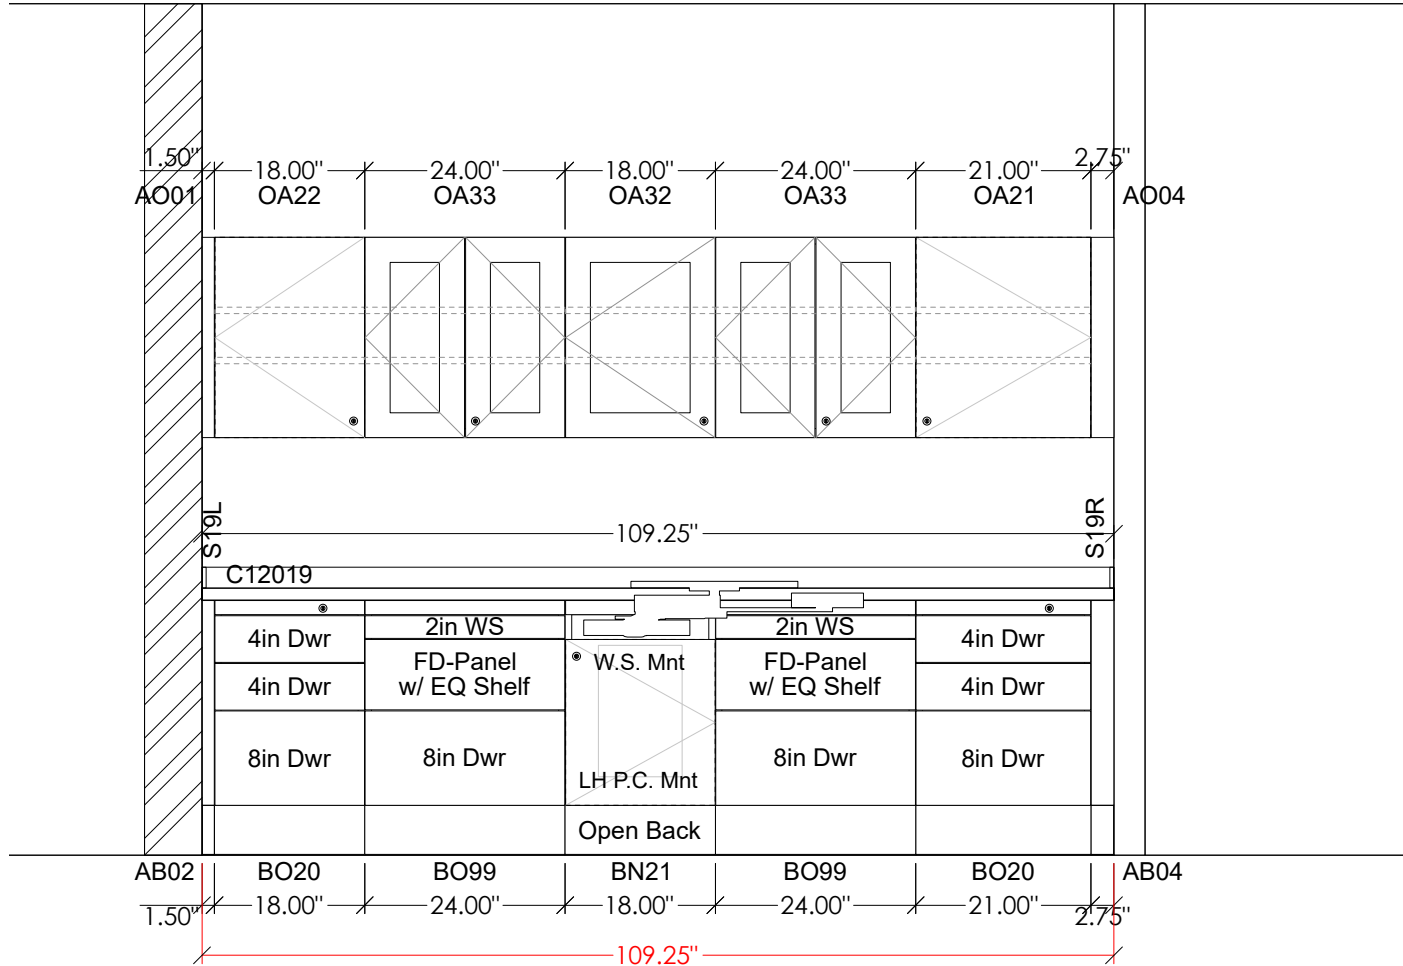 1.50" 18.00" 24.00" 18.00" 24.00" 21.00" 2.75"
AO01 OA22 OA33 OA32 OA33 OA21 AO04
S19L 109.25" S19R
C12019
4in Dwr 2in WS 2in WS 4in Dwr
FD-Panel W.S. Mnt FD-Panel
4in Dwr w/ EQ Shelf w/ EQ Shelf 4in Dwr
8in Dwr 8in Dwr 8in Dwr 8in Dwr
LH P.C. Mnt
Open Back
AB02 BO20 BO99 BN21 BO99 BO20 AB04
1.50" 18.00" 24.00" 18.00" 24.00" 21.00" 2.75"
109.25"